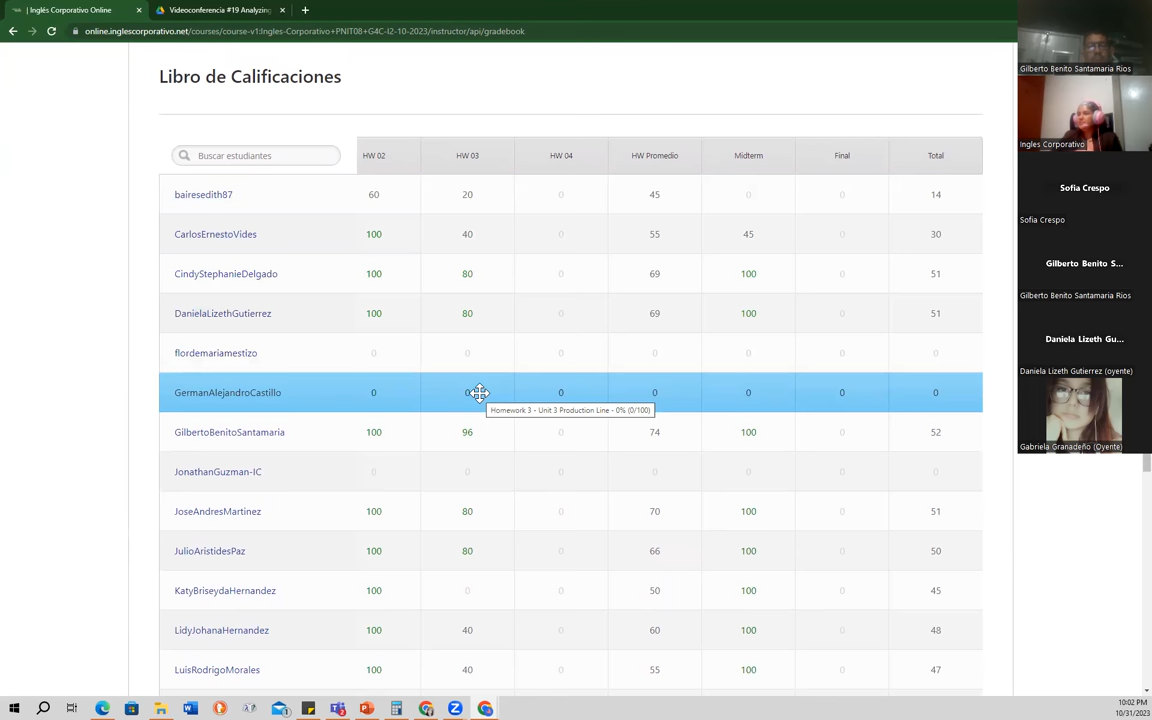 | Inglés Corporativo Online
Videoconferencia #19 Analyzing
online.inglescorporativo.net/courses/course-v1:Ingles-Corporativo+PNIT08+G4C-I2-10-2023/instructor/api/gradebook
Libro de Calificaciones
Buscar estudiantes HW 02 HW 03 HW 04 HW Promedio Midterm Final Total
bairesedith87 60 20 0 45 0 0 14
CarlosErnestoVides 100 40 0 55 45 0 30
CindyStephanieDelgado 100 80 0 69 100 0 51
DanielaLizethGutierrez 100 80 0 69 100 0 51
flordemariamestizo 0 0 0 0 0 0 0
GermanAlejandroCastillo 0 0 0 0 0 0 0
Homework 3 - Unit 3 Production Line - 0% (0/100)
GilbertoBenitoSantamaria 100 96 0 74 100 0 52
JonathanGuzman-IC 0 0 0 0 0 0 0
JoseAndresMartinez 100 80 0 70 100 0 51
JulioAristidesPaz 100 80 0 66 100 0 50
KatyBriseydaHernandez 100 0 0 50 100 0 45
LidyJohanaHernandez 100 40 0 60 100 0 48
LuisRodrigoMorales 100 40 0 55 100 0 47
Gilberto Benito Santamaria Rios
Ingles Corporativo
Sofia Crespo
Sofia Crespo
Gilberto Benito S...
Gilberto Benito Santamaria Rios
Daniela Lizeth Gu...
Daniela Lizeth Gutierrez (oyente)
Gabriela Granadeño (Oyente)
10:02 PM
10/31/2023